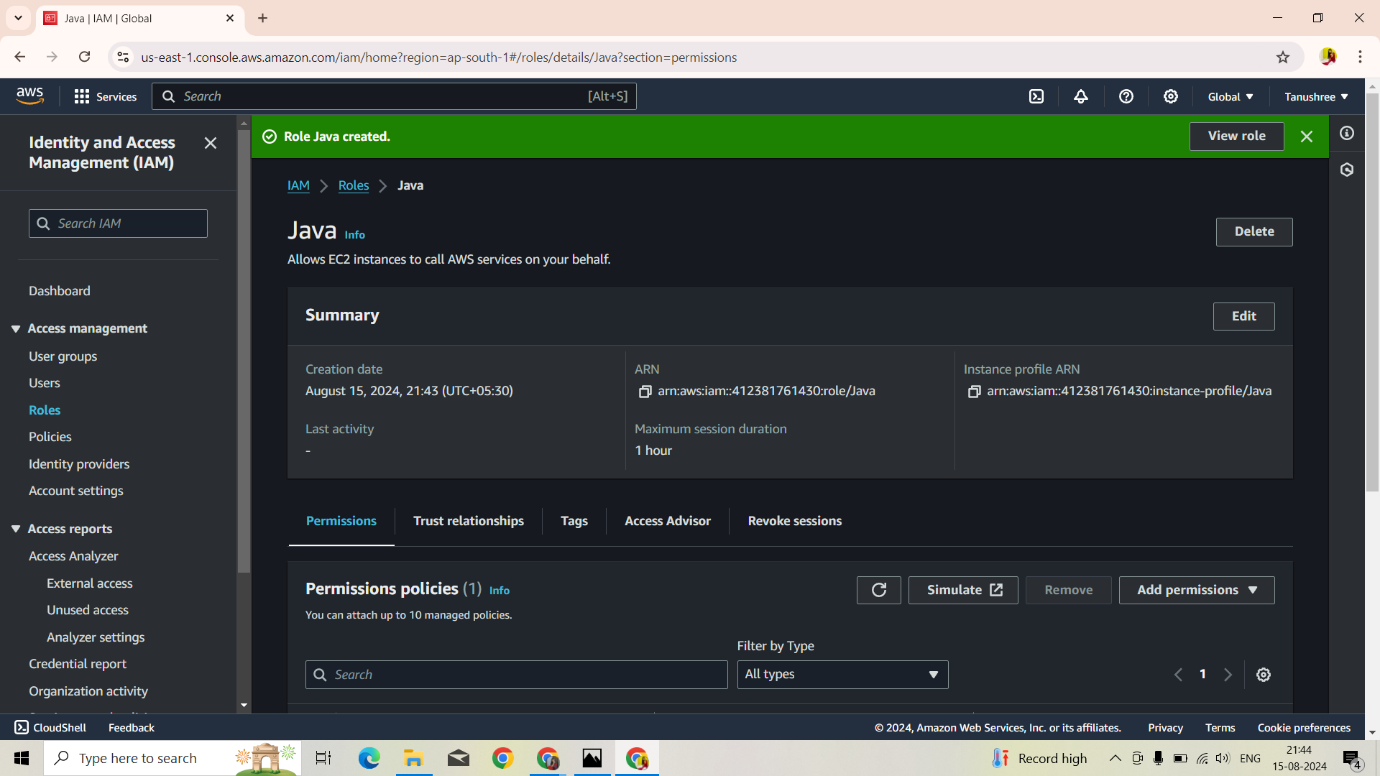 Java | IAM | Global
us-east-1.console.aws.amazon.com/iam/home?region=ap-south-1#/roles/details/Java?section=permissions
aws
Services
Search
[Alt+S]
Global
Tanushree
Identity and Access
Management (IAM)
Search IAM
Dashboard
Access management
User groups
Users
Roles
Policies
Identity providers
Account settings
Access reports
Access Analyzer
External access
Unused access
Analyzer settings
Credential report
Organization activity
Role Java created.
View role
IAM
Roles
Java
Java Info
Delete
Allows EC2 instances to call AWS services on your behalf.
Summary
Edit
Creation date
August 15, 2024, 21:43 (UTC+05:30)
ARN
arn:aws:iam::412381761430:role/Java
Instance profile ARN
arn:aws:iam::412381761430:instance-profile/Java
Last activity
-
Maximum session duration
1 hour
Permissions
Trust relationships
Tags
Access Advisor
Revoke sessions
Permissions policies (1) Info
Simulate
Remove
Add permissions
You can attach up to 10 managed policies.
Filter by Type
Search
All types
1
CloudShell
Feedback
© 2024, Amazon Web Services, Inc. or its affiliates.
Privacy
Terms
Cookie preferences
Type here to search
Record high
ENG
21:44
15-08-2024
4